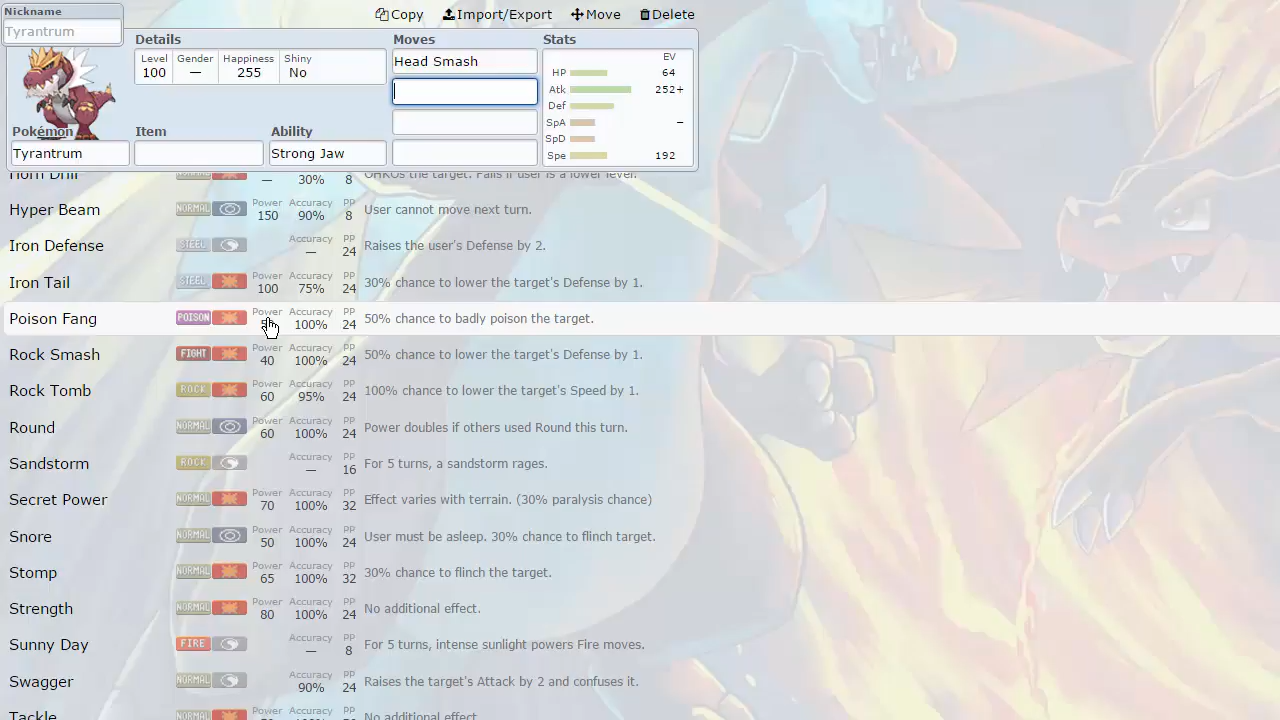 Nickname
Tyrantrum
Copy Import/Export Move Delete
Details
Level Gender Happiness Shiny
100 — 255 No
Moves
Head Smash
Stats
EV
HP 64
Atk 252+
Def
SpA –
SpD
Spe 192
Pokémon Item Ability
Tyrantrum Strong Jaw
Horn Drill NORMAL — 30% 8 OHKOs the target. Fails if user is a lower level.
Hyper Beam NORMAL Power 150 Accuracy 90% PP 8 User cannot move next turn.
Iron Defense STEEL Accuracy — PP 24 Raises the user's Defense by 2.
Iron Tail STEEL Power 100 Accuracy 75% PP 24 30% chance to lower the target's Defense by 1.
Poison Fang POISON Power Accuracy 100% PP 24 50% chance to badly poison the target.
Rock Smash FIGHT Power 40 Accuracy 100% PP 24 50% chance to lower the target's Defense by 1.
Rock Tomb ROCK Power 60 Accuracy 95% PP 24 100% chance to lower the target's Speed by 1.
Round NORMAL Power 60 Accuracy 100% PP 24 Power doubles if others used Round this turn.
Sandstorm ROCK Accuracy — PP 16 For 5 turns, a sandstorm rages.
Secret Power NORMAL Power 70 Accuracy 100% PP 32 Effect varies with terrain. (30% paralysis chance)
Snore NORMAL Power 50 Accuracy 100% PP 24 User must be asleep. 30% chance to flinch target.
Stomp NORMAL Power 65 Accuracy 100% PP 32 30% chance to flinch the target.
Strength NORMAL Power 80 Accuracy 100% PP 24 No additional effect.
Sunny Day FIRE Accuracy — PP 8 For 5 turns, intense sunlight powers Fire moves.
Swagger NORMAL Accuracy 90% PP 24 Raises the target's Attack by 2 and confuses it.
Tackle NORMAL Power Accuracy PP No additional effect.